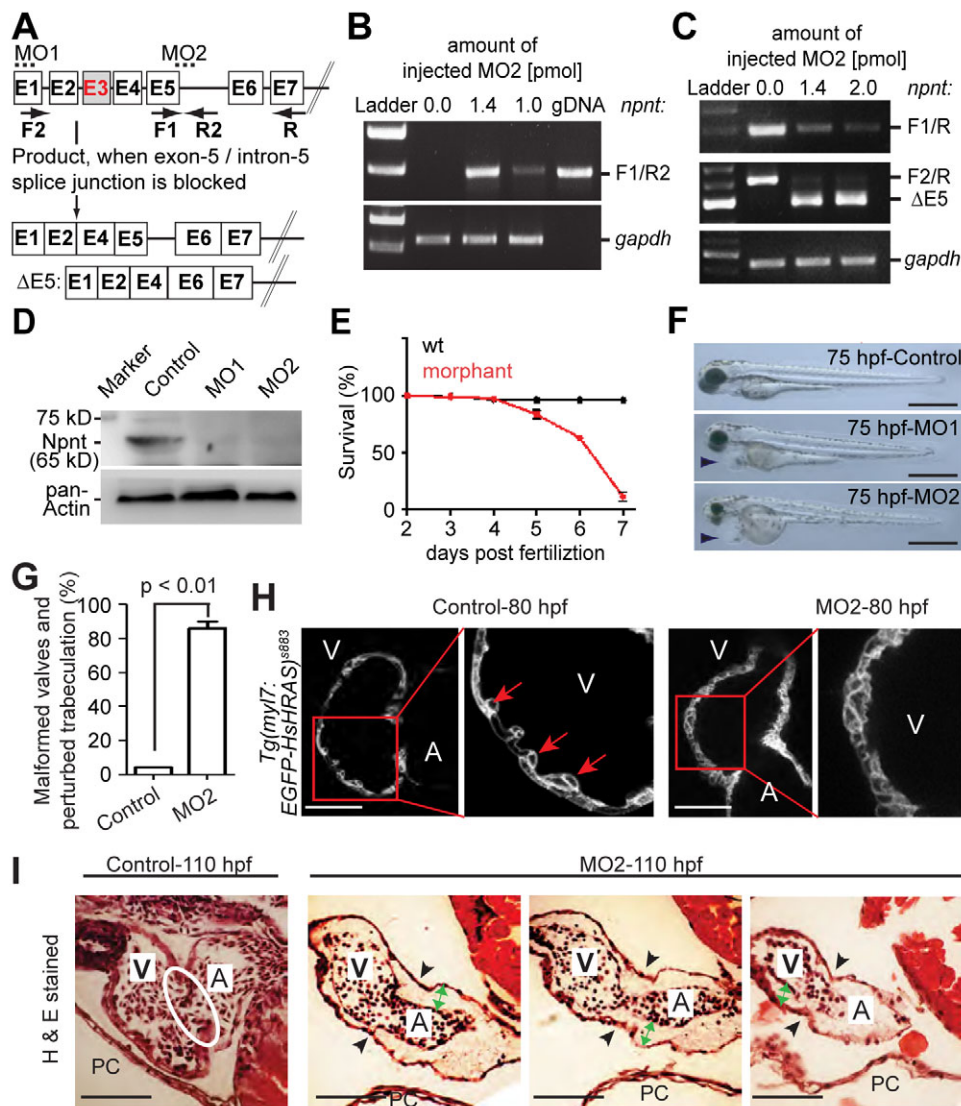 A
MO1
MO2
E1 E2 E3 E4 E5 E6 E7
F2 F1 R2 R
Product, when exon-5 / intron-5
splice junction is blocked
E1 E2 E4 E5 E6 E7
ΔE5: E1 E2 E4 E6 E7
B
amount of
injected MO2 [pmol]
Ladder 0.0 1.4 1.0 gDNA npnt:
F1/R2
gapdh
C
amount of
injected MO2 [pmol]
Ladder 0.0 1.4 2.0 npnt:
F1/R
F2/R
ΔE5
gapdh
D
Marker Control MO1 MO2
75 kD
Npnt
(65 kD)
pan-
Actin
E
wt
morphant
Survival (%)
100
50
0
2 3 4 5 6 7
days post fertiliztion
F
75 hpf-Control
75 hpf-MO1
75 hpf-MO2
G
p < 0.01
Malformed valves and
perturbed trabeculation (%)
100
80
60
40
20
0
Control MO2
H
Control-80 hpf MO2-80 hpf
Tg(myl7:
EGFP-HsHRAS)s883
V A V V A V
I
Control-110 hpf MO2-110 hpf
H & E stained
V A PC
V A PC
V A PC
V A PC